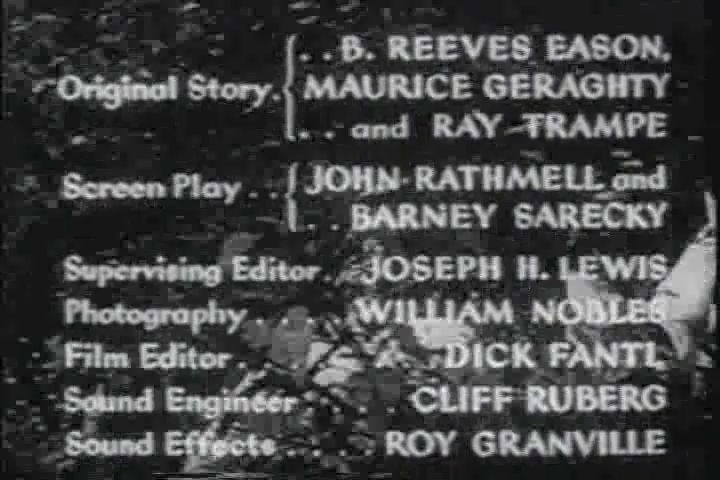 Original Story. . . B. REEVES EASON,
MAURICE GERAGHTY
. . and RAY TRAMPE
Screen Play . . JOHN RATHMELL and
. . BARNEY SARECKY
Supervising Editor . . JOSEPH H. LEWIS
Photography . . . . WILLIAM NOBLES
Film Editor . . . . . . DICK FANTL
Sound Engineer . . . . CLIFF RUBERG
Sound Effects . . . . ROY GRANVILLE